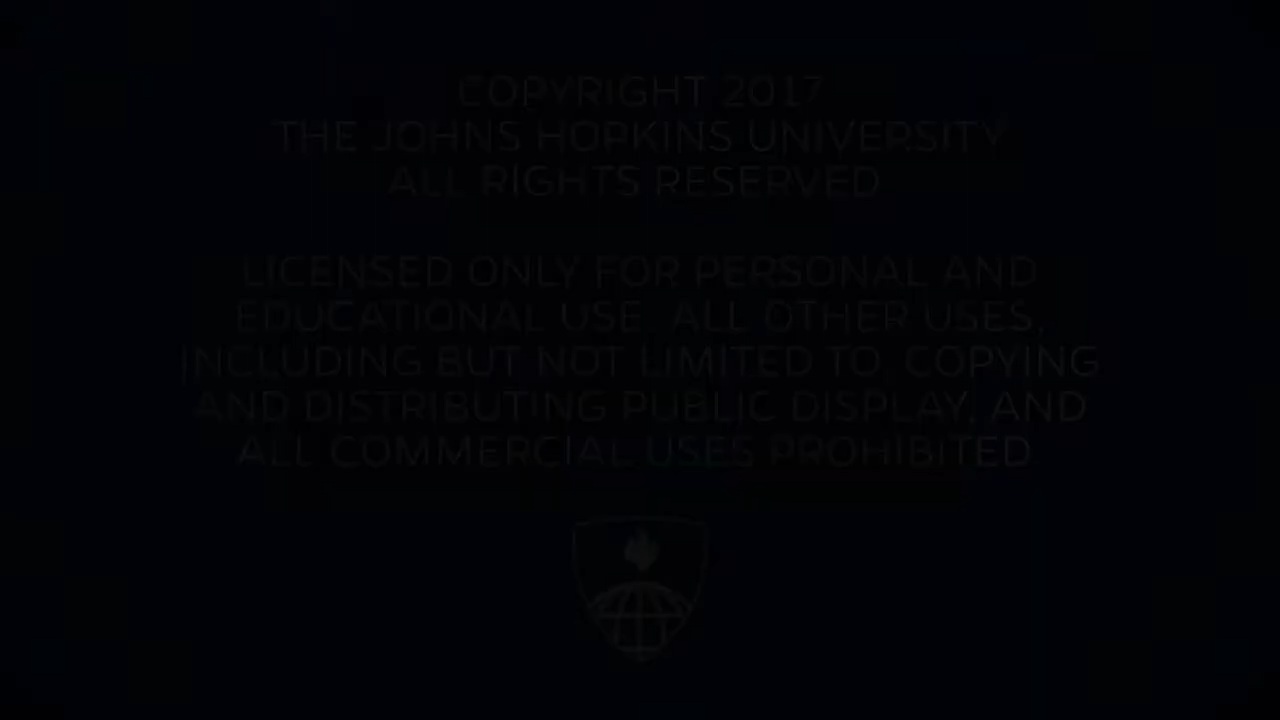 COPYRIGHT 2017
THE JOHNS HOPKINS UNIVERSITY
ALL RIGHTS RESERVED
LICENSED ONLY FOR PERSONAL AND
EDUCATIONAL USE. ALL OTHER USES,
INCLUDING BUT NOT LIMITED TO, COPYING
AND DISTRIBUTING PUBLIC DISPLAY, AND
ALL COMMERCIAL USES PROHIBITED